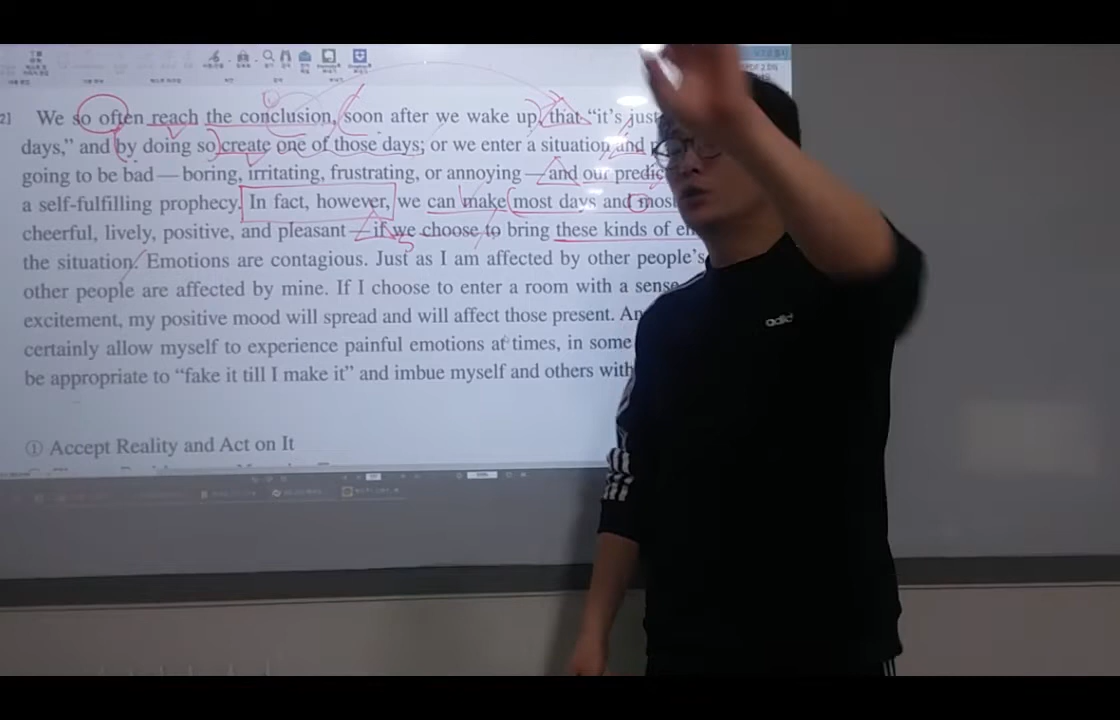 2] We so often reach the conclusion, soon after we wake up, that “it’s just
days,” and by doing so create one of those days; or we enter a situation and
going to be bad — boring, irritating, frustrating, or annoying — and our
a self-fulfilling prophecy. In fact, however, we can make most days and
cheerful, lively, positive, and pleasant — if we choose to bring these kinds of
the situation. Emotions are contagious. Just as I am affected by other people’s
other people are affected by mine. If I choose to enter a room with a sense
excitement, my positive mood will spread and will affect those present.
certainly allow myself to experience painful emotions at times, in some
be appropriate to “fake it till I make it” and imbue myself and others with
① Accept Reality and Act on It